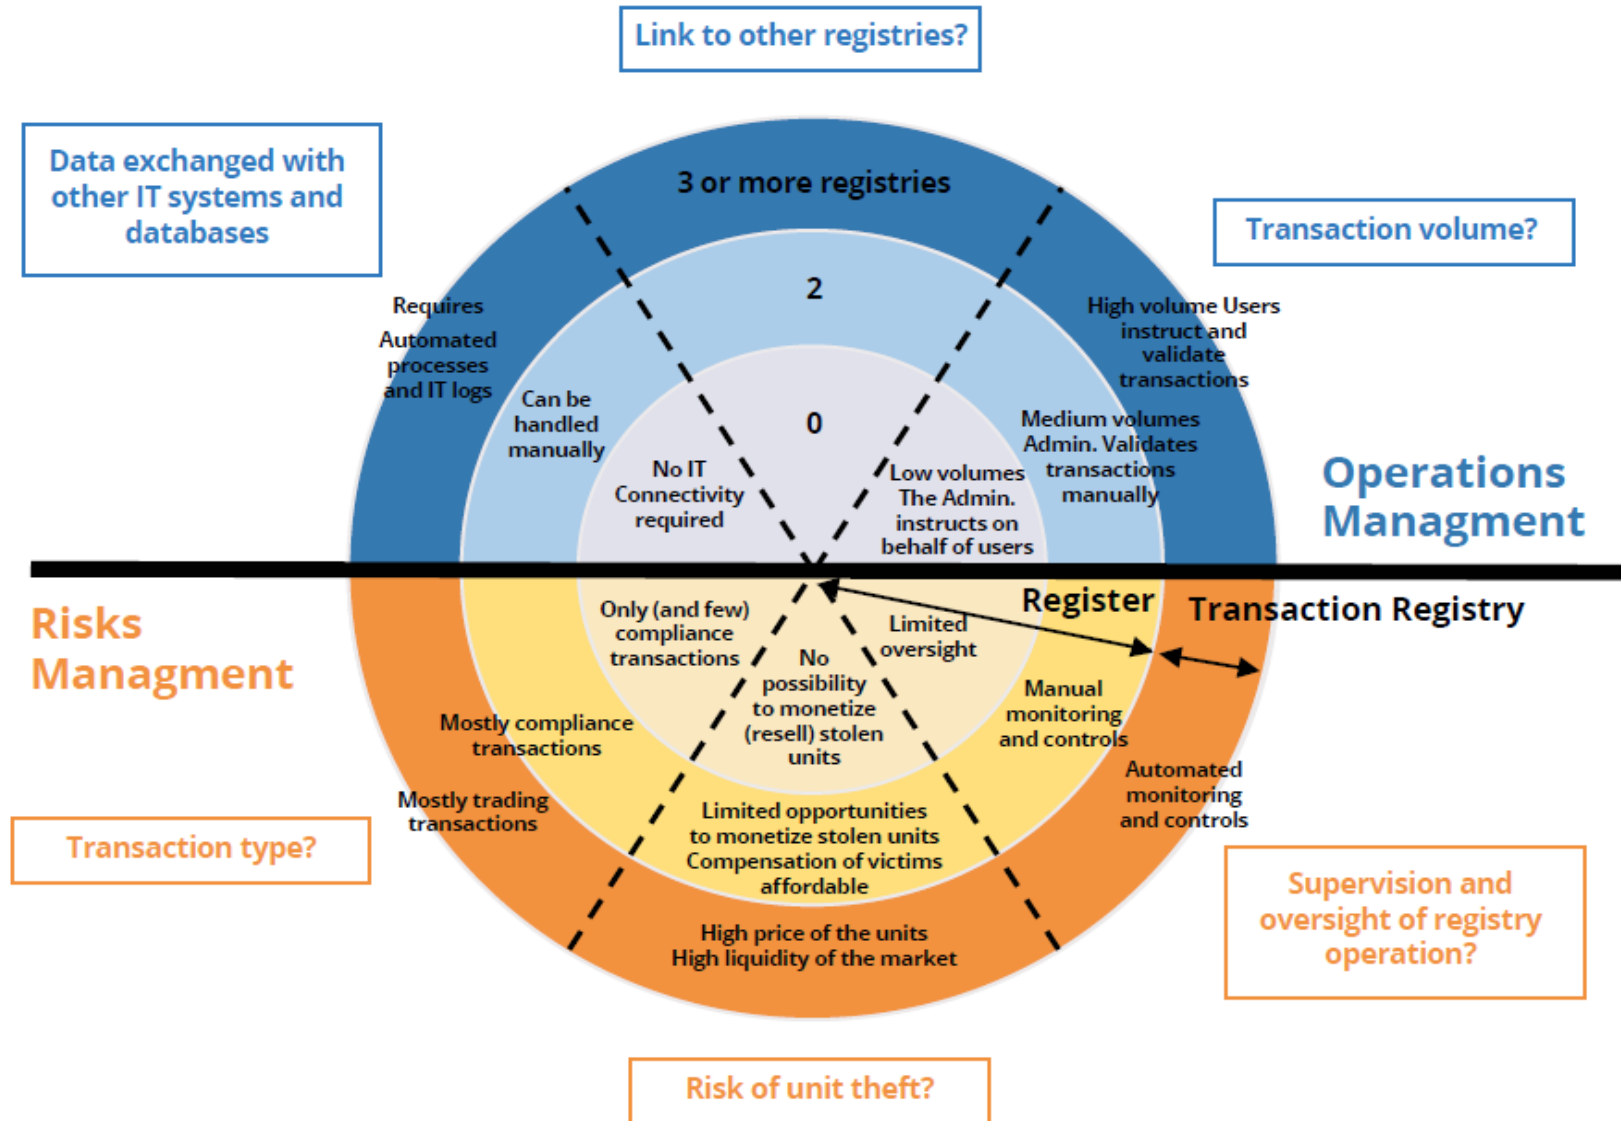 Link to other registries?
Data exchanged with
other IT systems and
databases
3 or more registries
Transaction volume?
2
Requires
Automated
processes
and IT logs
High volume Users
instruct and
validate
transactions
Can be
handled
manually
0
Medium volumes
Admin. Validates
transactions
manually
No IT
Connectivity
required
Low volumes
The Admin.
instructs on
behalf of users
Operations
Managment
Risks
Managment
Only (and few)
compliance
transactions
Limited
oversight
Register
Transaction Registry
No
possibility
to monetize
(resell) stolen
units
Manual
monitoring
and controls
Mostly compliance
transactions
Automated
monitoring
and controls
Mostly trading
transactions
Limited opportunities
to monetize stolen units
Compensation of victims
affordable
Transaction type?
High price of the units
High liquidity of the market
Supervision and
oversight of registry
operation?
Risk of unit theft?